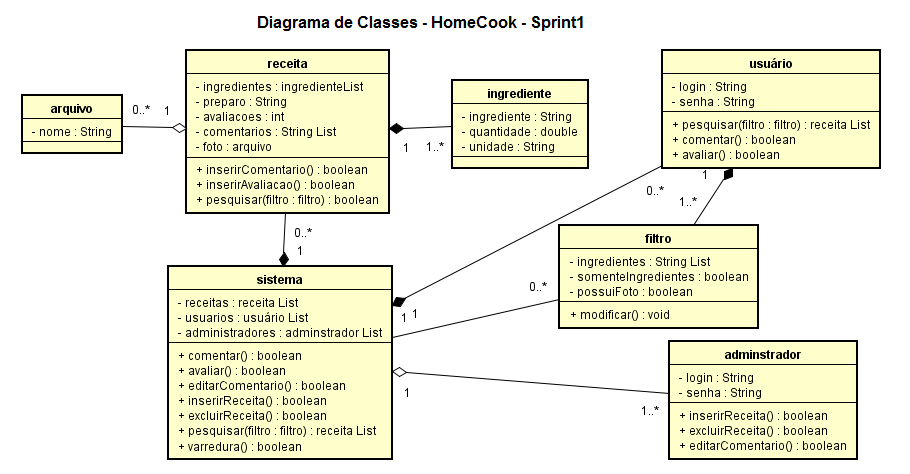 Diagrama de Classes - HomeCook - Sprint1
receita
- ingredientes : ingredienteList
- preparo : String
- avaliacoes : int
- comentarios : String List
- foto : arquivo
+ inserirComentario() : boolean
+ inserirAvaliacao() : boolean
+ pesquisar(filtro : filtro) : boolean
arquivo
- nome : String
0..*
1
ingrediente
- ingrediente : String
- quantidade : double
- unidade : String
1
1..*
usuário
- login : String
- senha : String
+ pesquisar(filtro : filtro) : receita List
+ comentar() : boolean
+ avaliar() : boolean
1
1..*
0..*
0..*
1
filtro
- ingredientes : String List
- somenteIngredientes : boolean
- possuiFoto : boolean
+ modificar() : void
sistema
- receitas : receita List
- usuarios : usuário List
- administradores : adminstrador List
+ comentar() : boolean
+ avaliar() : boolean
+ editarComentario() : boolean
+ inserirReceita() : boolean
+ excluirReceita() : boolean
+ pesquisar(filtro : filtro) : receita List
+ varredura() : boolean
1
1
0..*
1
1..*
adminstrador
- login : String
- senha : String
+ inserirReceita() : boolean
+ excluirReceita() : boolean
+ editarComentario() : boolean